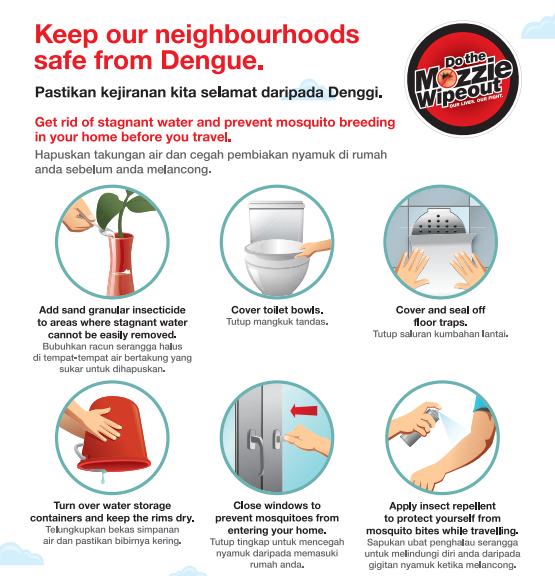 Keep our neighbourhoods
safe from Dengue.
Pastikan kejiranan kita selamat daripada Denggi.
Get rid of stagnant water and prevent mosquito breeding
in your home before you travel.
Hapuskan takungan air dan cegah pembiakan nyamuk di rumah
anda sebelum anda melancong.
Do the
Mozzie
Wipeout
OUR LIVES. OUR FIGHT.
Add sand granular insecticide
to areas where stagnant water
cannot be easily removed.
Bubuhkan racun serangga halus
di tempat-tempat air bertakung yang
sukar untuk dihapuskan.
Cover toilet bowls.
Tutup mangkuk tandas.
Cover and seal off
floor traps.
Tutup saluran kumbahan lantai.
Turn over water storage
containers and keep the rims dry.
Telungkupkan bekas simpanan
air dan pastikan bibirnya kering.
Close windows to
prevent mosquitoes from
entering your home.
Tutup tingkap untuk mencegah
nyamuk daripada memasuki
rumah anda.
Apply insect repellent
to protect yourself from
mosquito bites while travelling.
Sapukan ubat penghalau serangga
untuk melindungi diri anda daripada
gigitan nyamuk ketika melancong.